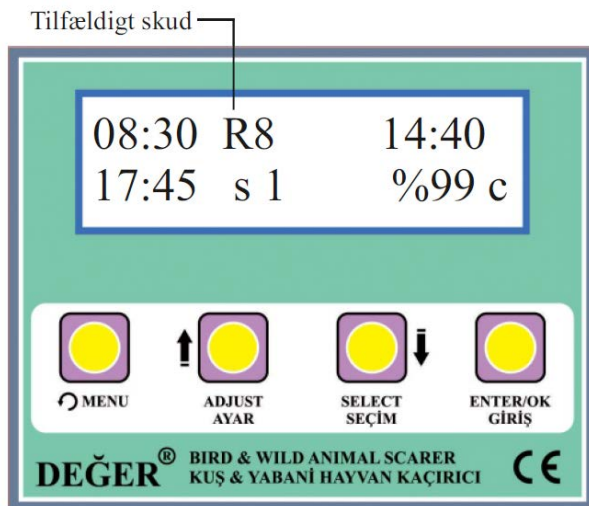 Tilfældigt skud
08:30 R8 14:40
17:45 s 1 %99 c
MENU
ADJUST
AYAR
SELECT
SEÇİM
ENTER/OK
GİRİŞ
DEĞER®
BIRD & WILD ANIMAL SCARER
KUŞ & YABANİ HAYVAN KAÇIRICI
CE